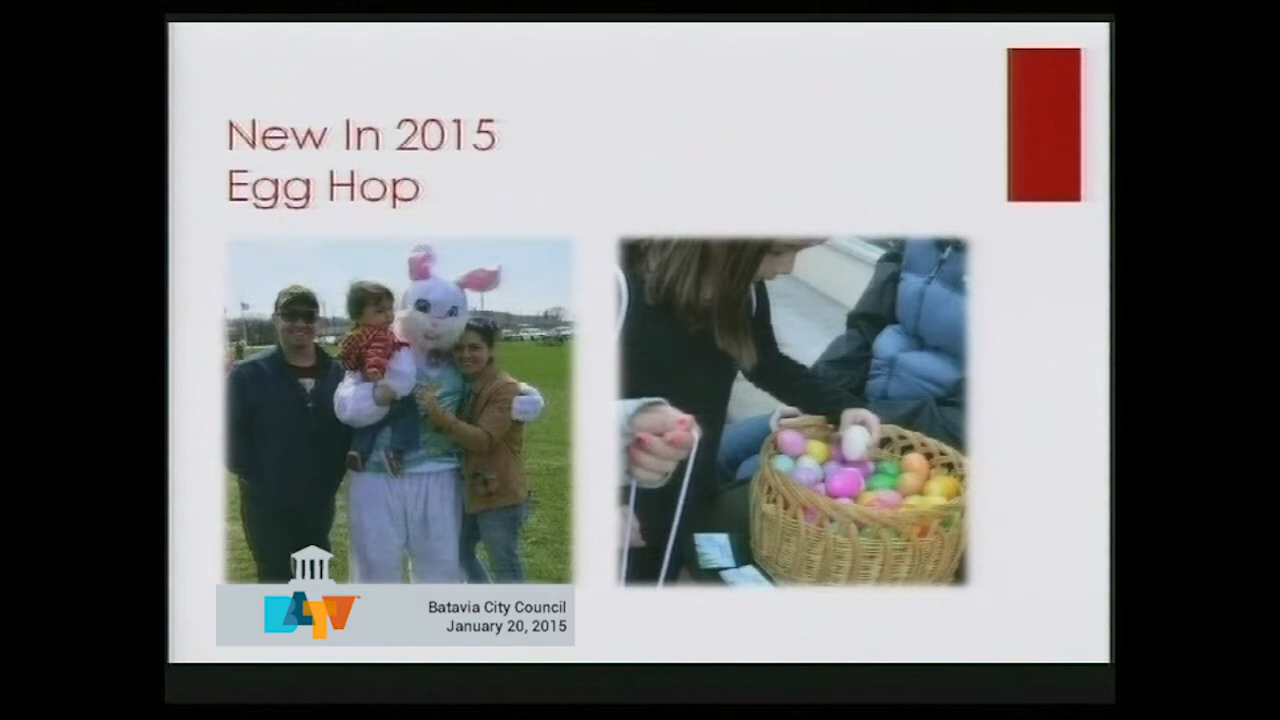 New In 2015
Egg Hop
BATV
Batavia City Council
January 20, 2015